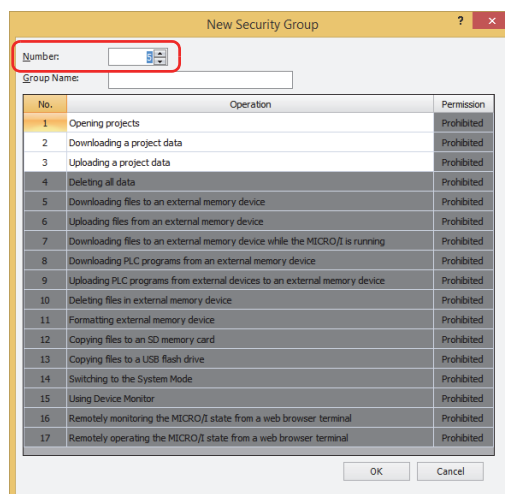 New Security Group ? ×
Number: 5
Group Name:
No. Operation Permission
1 Opening projects Prohibited
2 Downloading a project data Prohibited
3 Uploading a project data Prohibited
4 Deleting all data Prohibited
5 Downloading files to an external memory device Prohibited
6 Uploading files from an external memory device Prohibited
7 Downloading files to an external memory device while the MICRO/I is running Prohibited
8 Downloading PLC programs from an external memory device Prohibited
9 Uploading PLC programs from external devices to an external memory device Prohibited
10 Deleting files in external memory device Prohibited
11 Formatting external memory device Prohibited
12 Copying files to an SD memory card Prohibited
13 Copying files to a USB flash drive Prohibited
14 Switching to the System Mode Prohibited
15 Using Device Monitor Prohibited
16 Remotely monitoring the MICRO/I state from a web browser terminal Prohibited
17 Remotely operating the MICRO/I state from a web browser terminal Prohibited
OK Cancel